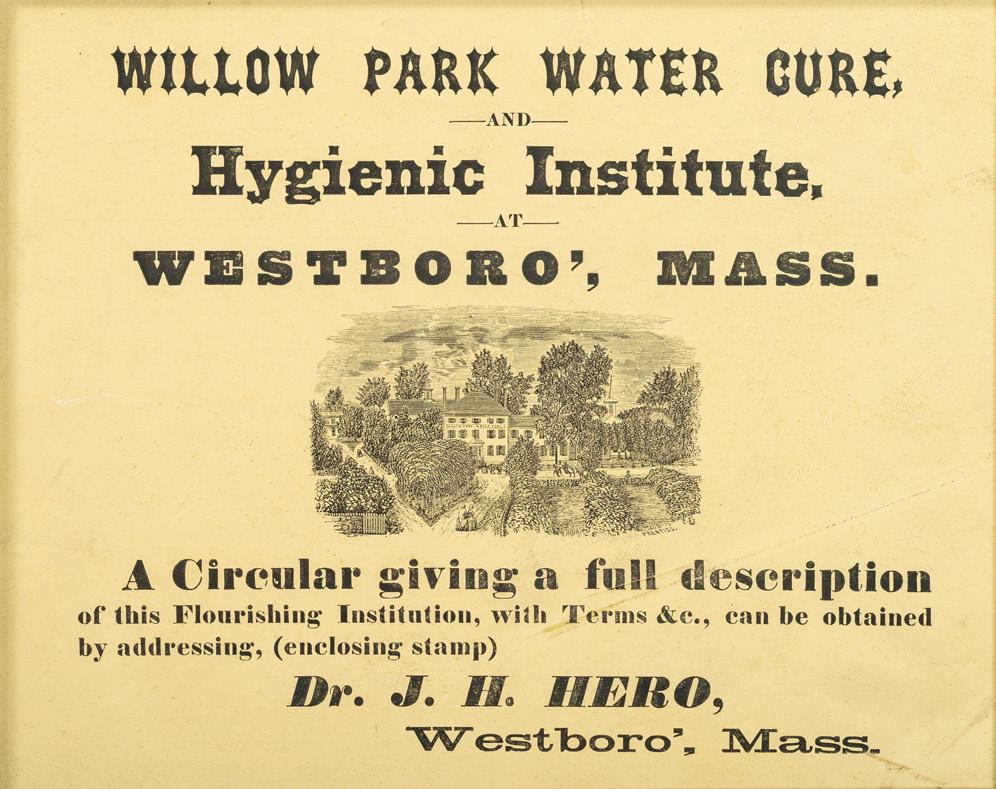 WILLOW PARK WATER CURE,
AND
Hygienic Institute,
AT
WESTBORO', MASS.
A Circular giving a full description
of this Flourishing Institution, with Terms &c., can be obtained
by addressing, (enclosing stamp)
Dr. J. H. HERO,
Westboro', Mass.